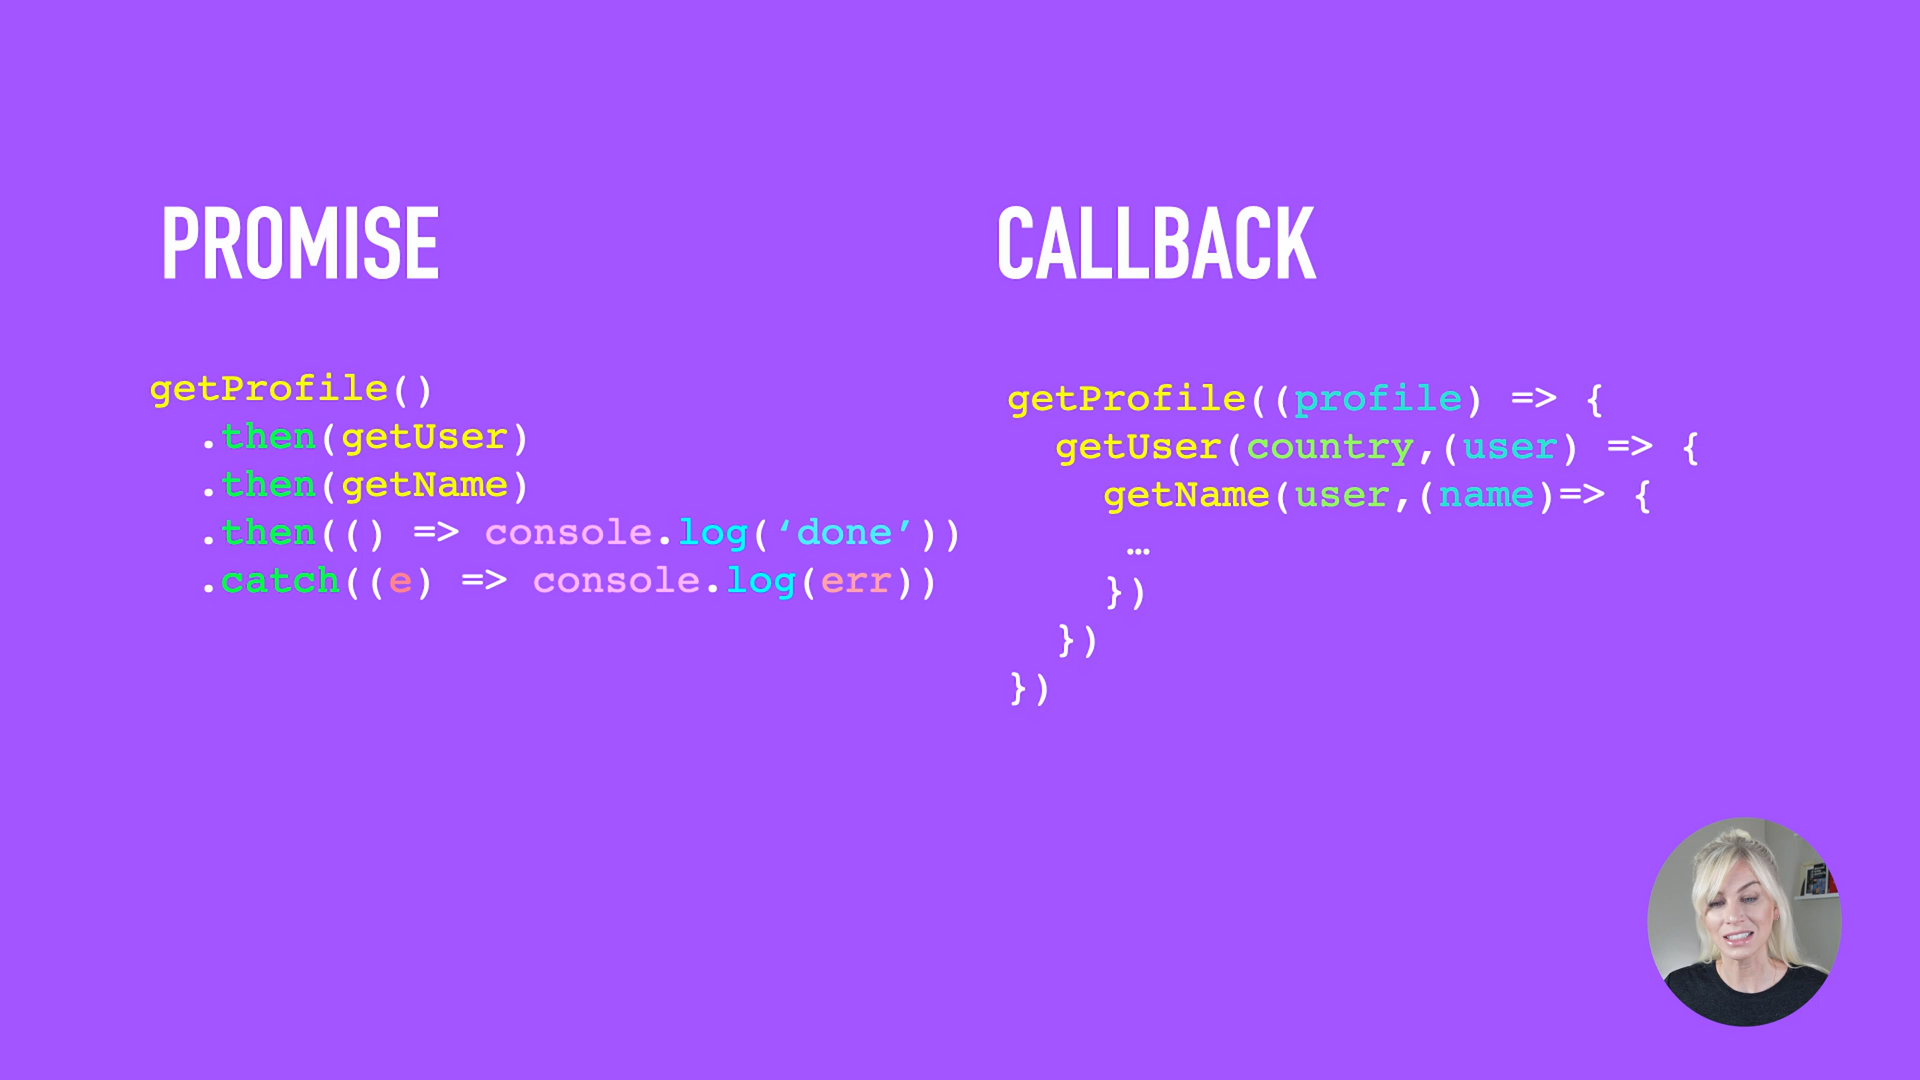 PROMISE
getProfile()
.then(getUser)
.then(getName)
.then(() => console.log(‘done’))
.catch((e) => console.log(err))
CALLBACK
getProfile((profile) => {
getUser(country,(user) => {
getName(user,(name)=> {
…
})
})
})